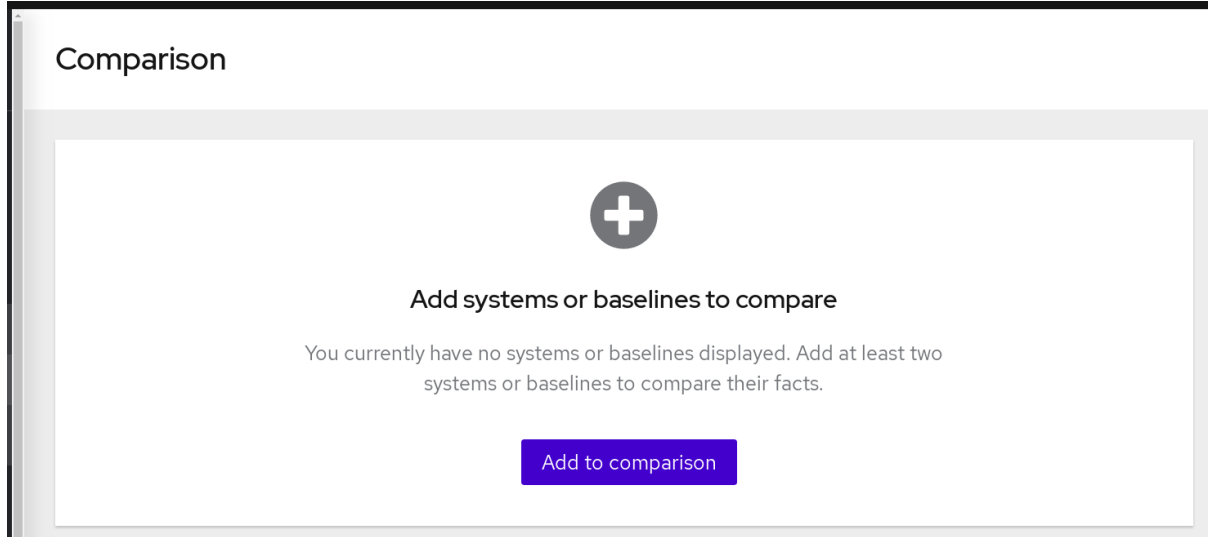 Comparison
Add systems or baselines to compare
You currently have no systems or baselines displayed. Add at least two
systems or baselines to compare their facts.
Add to comparison